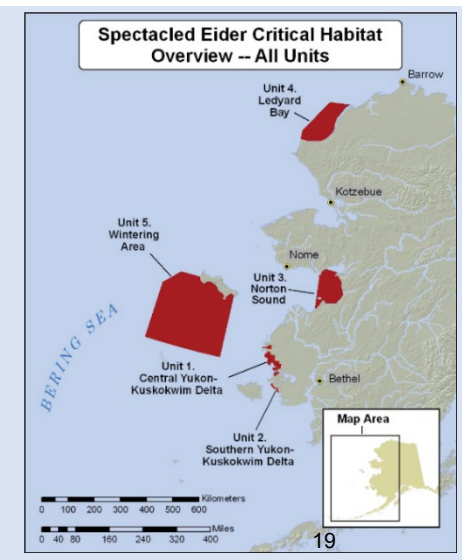 Spectacled Eider Critical Habitat
Overview -- All Units
Barrow
Unit 4.
Ledyard
Bay
Kotzebue
Unit 5.
Wintering
Area
Nome
Unit 3.
Norton
Sound
BERING SEA
Unit 1.
Central Yukon-
Kuskokwim Delta
Bethel
Unit 2.
Southern Yukon-
Kuskokwim Delta
Map Area
Kilometers
0 100 200 300 400 500 600
Miles
0 40 80 160 240 320 400
19